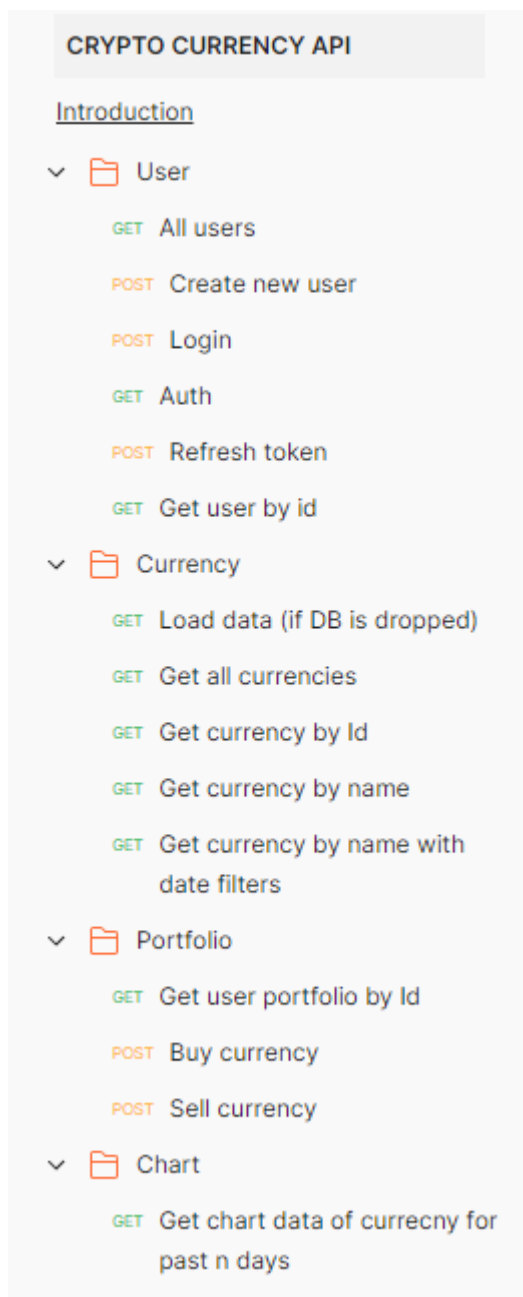 CRYPTO CURRENCY API
Introduction
User
GET All users
POST Create new user
POST Login
GET Auth
POST Refresh token
GET Get user by id
Currency
GET Load data (if DB is dropped)
GET Get all currencies
GET Get currency by Id
GET Get currency by name
GET Get currency by name with
date filters
Portfolio
GET Get user portfolio by Id
POST Buy currency
POST Sell currency
Chart
GET Get chart data of currecny for
past n days